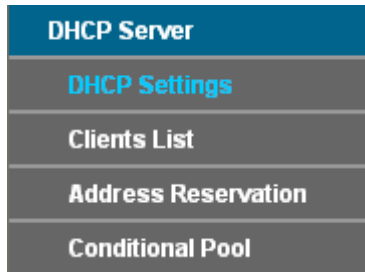 DHCP Server
DHCP Settings
Clients List
Address Reservation
Conditional Pool